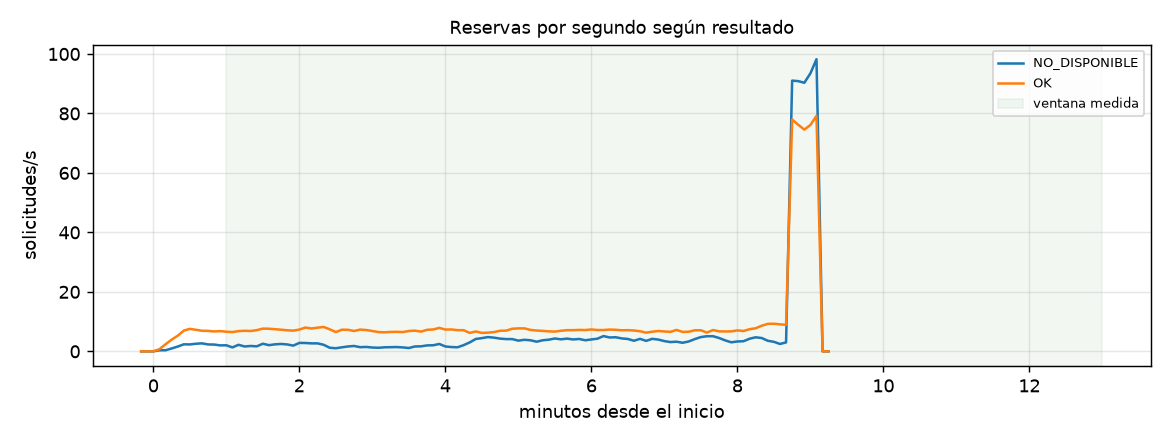 Reservas por segundo según resultado
100
80
60
40
20
0
solicitudes/s
NO_DISPONIBLE
OK
ventana medida
0 2 4 6 8 10 12
minutos desde el inicio